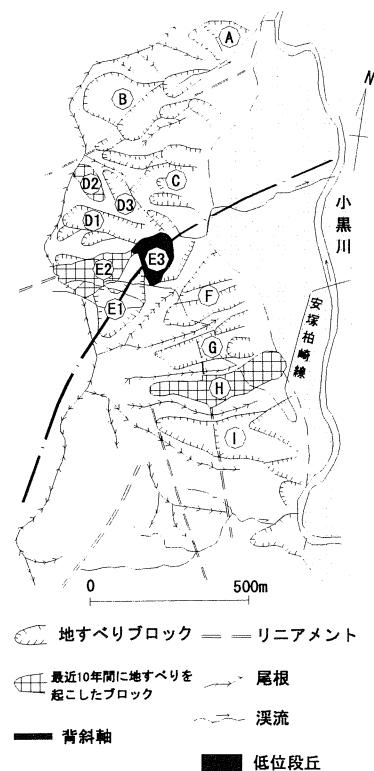 A
N
B
D2
C
D3
D1
小黒川
E2
E3
E1
F
安塚柏崎線
G
H
I
0 500m
地すべりブロック
リニアメント
最近10年間に地すべりを
起こしたブロック
尾根
渓流
背斜軸
低位段丘